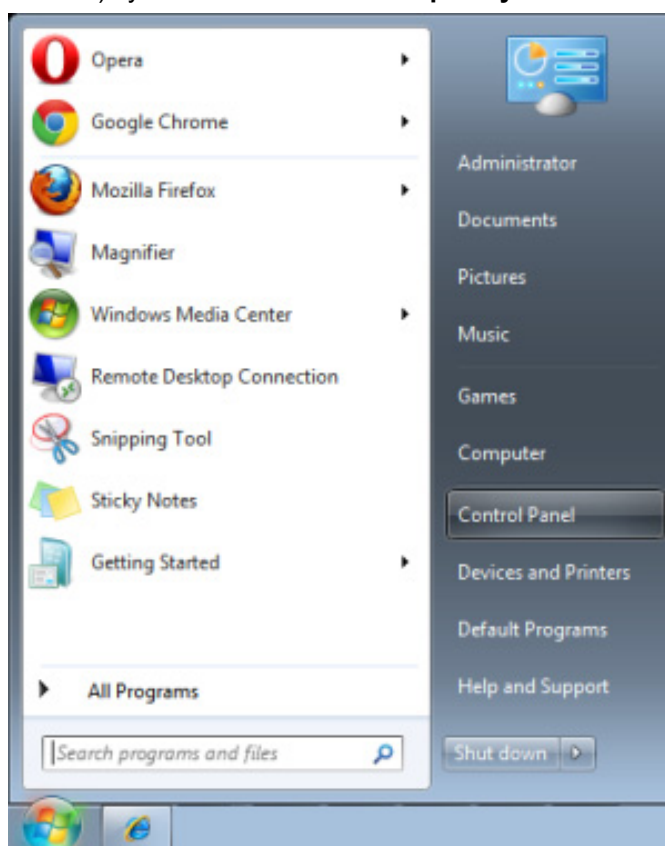 Opera
Google Chrome
Mozilla Firefox
Magnifier
Windows Media Center
Remote Desktop Connection
Snipping Tool
Sticky Notes
Getting Started
All Programs
Search programs and files
Administrator
Documents
Pictures
Music
Games
Computer
Control Panel
Devices and Printers
Default Programs
Help and Support
Shut down